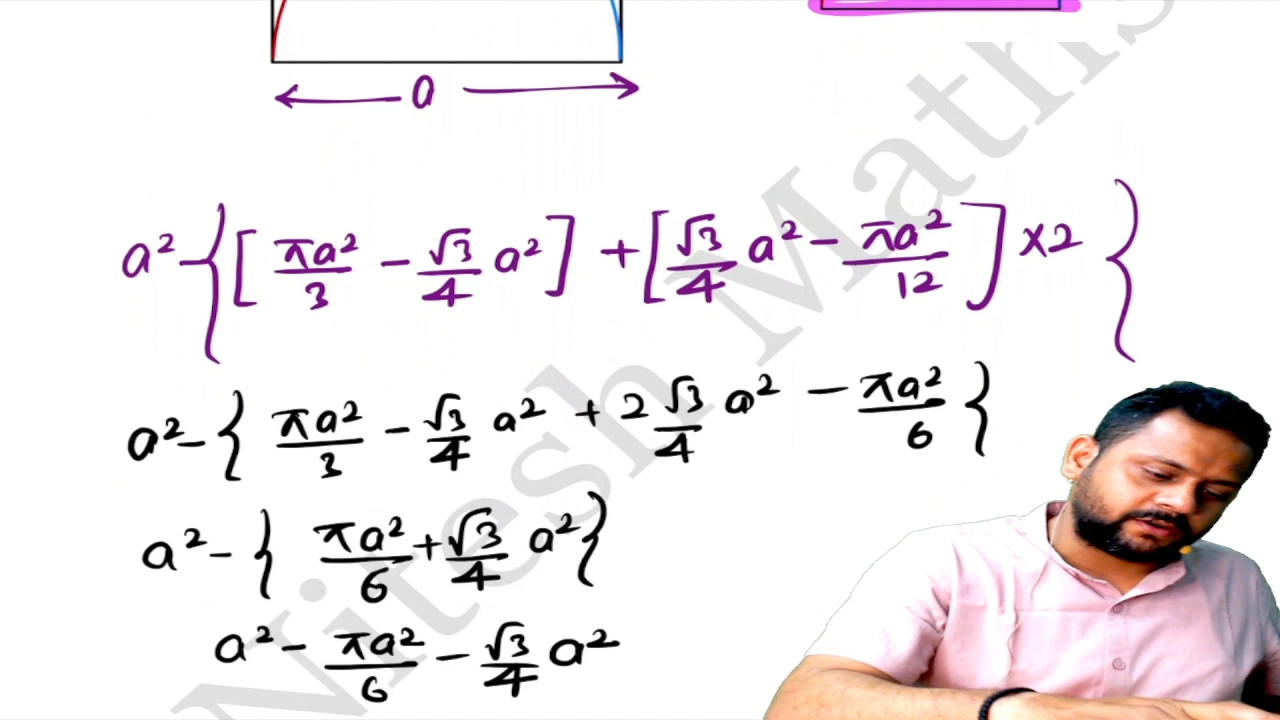 a
a² - { [ πa²/3 - √3/4 a² ] + [ √3/4 a² - πa²/12 ] ×2 }
a² - { πa²/3 - √3/4 a² + 2 √3/4 a² - πa²/6 }
a² - { πa²/6 + √3/4 a² }
a² - πa²/6 - √3/4 a²
Nitesh Maths